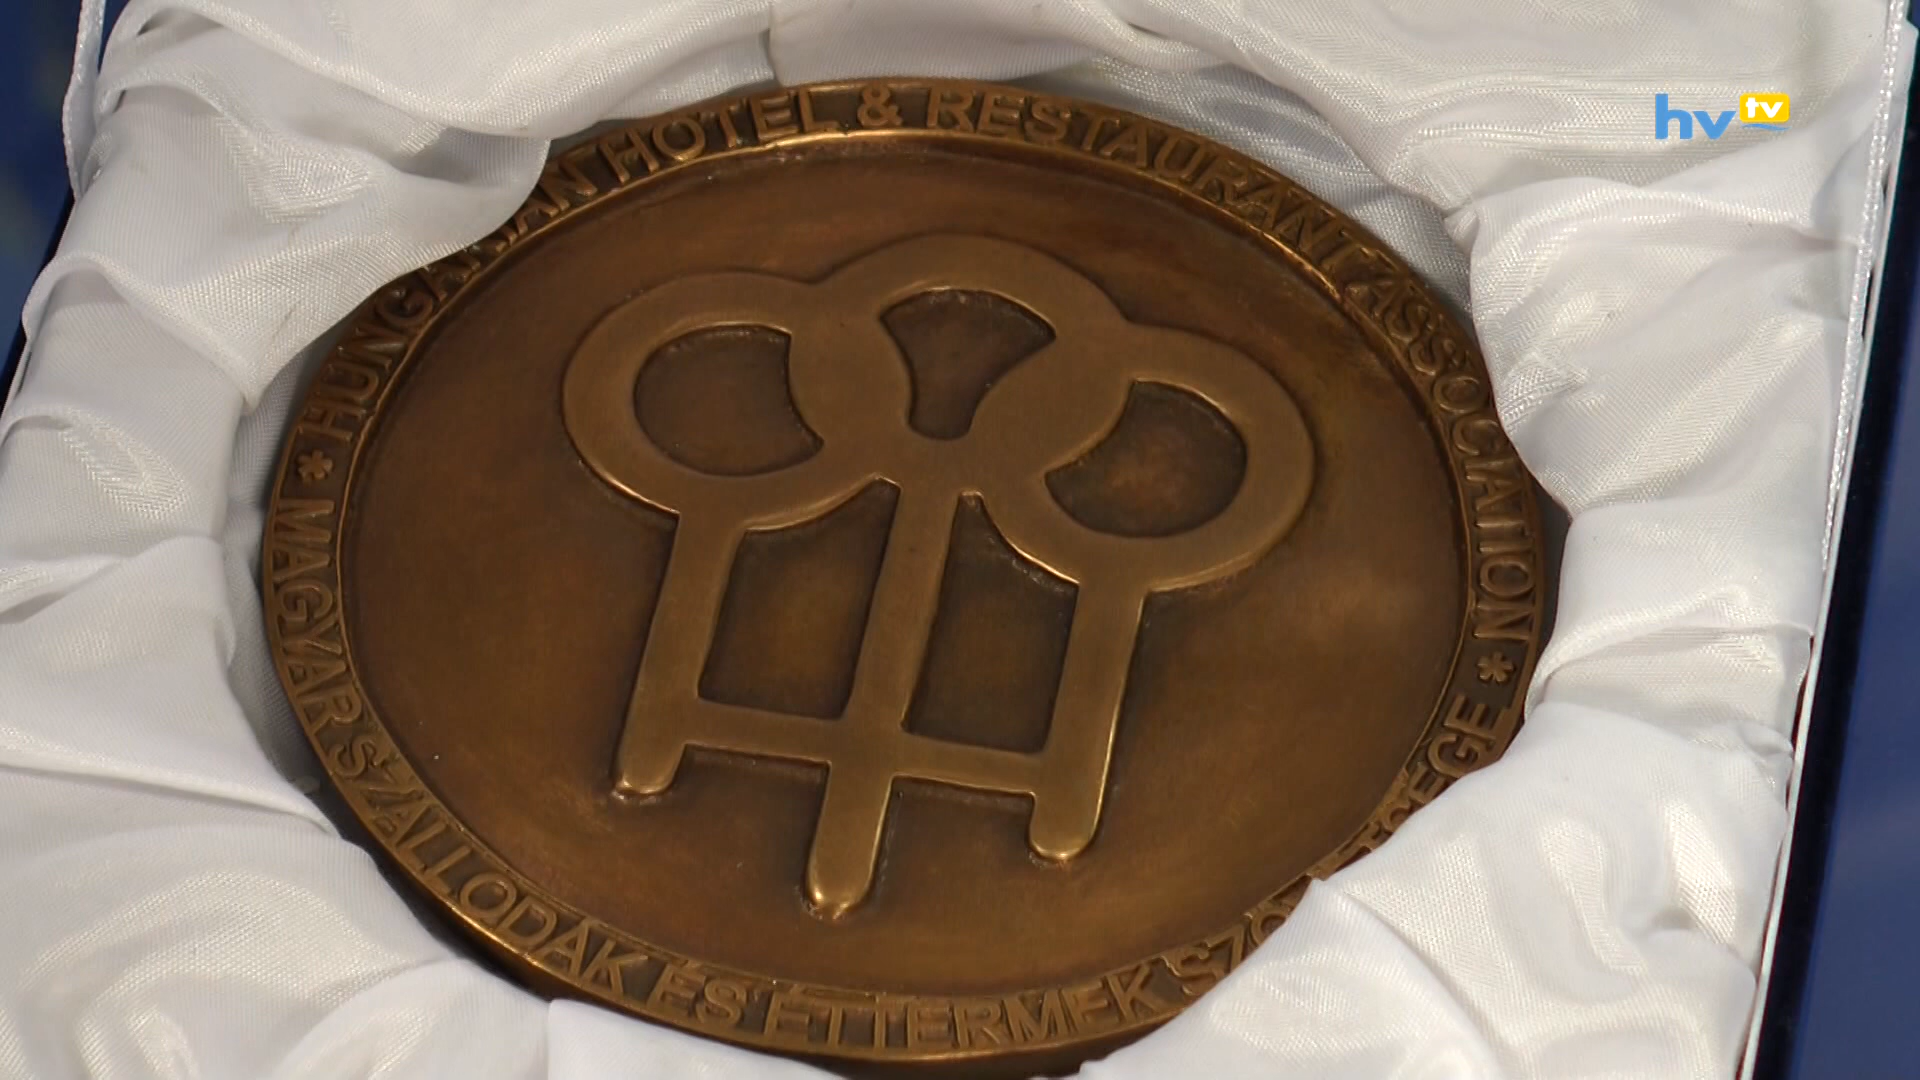 hv tv
HUNGARIAN HOTEL & RESTAURANT ASSOCIATION
* MAGYAR SZÁLLODÁK ÉS ÉTTERMEK SZÖVETSÉGE *